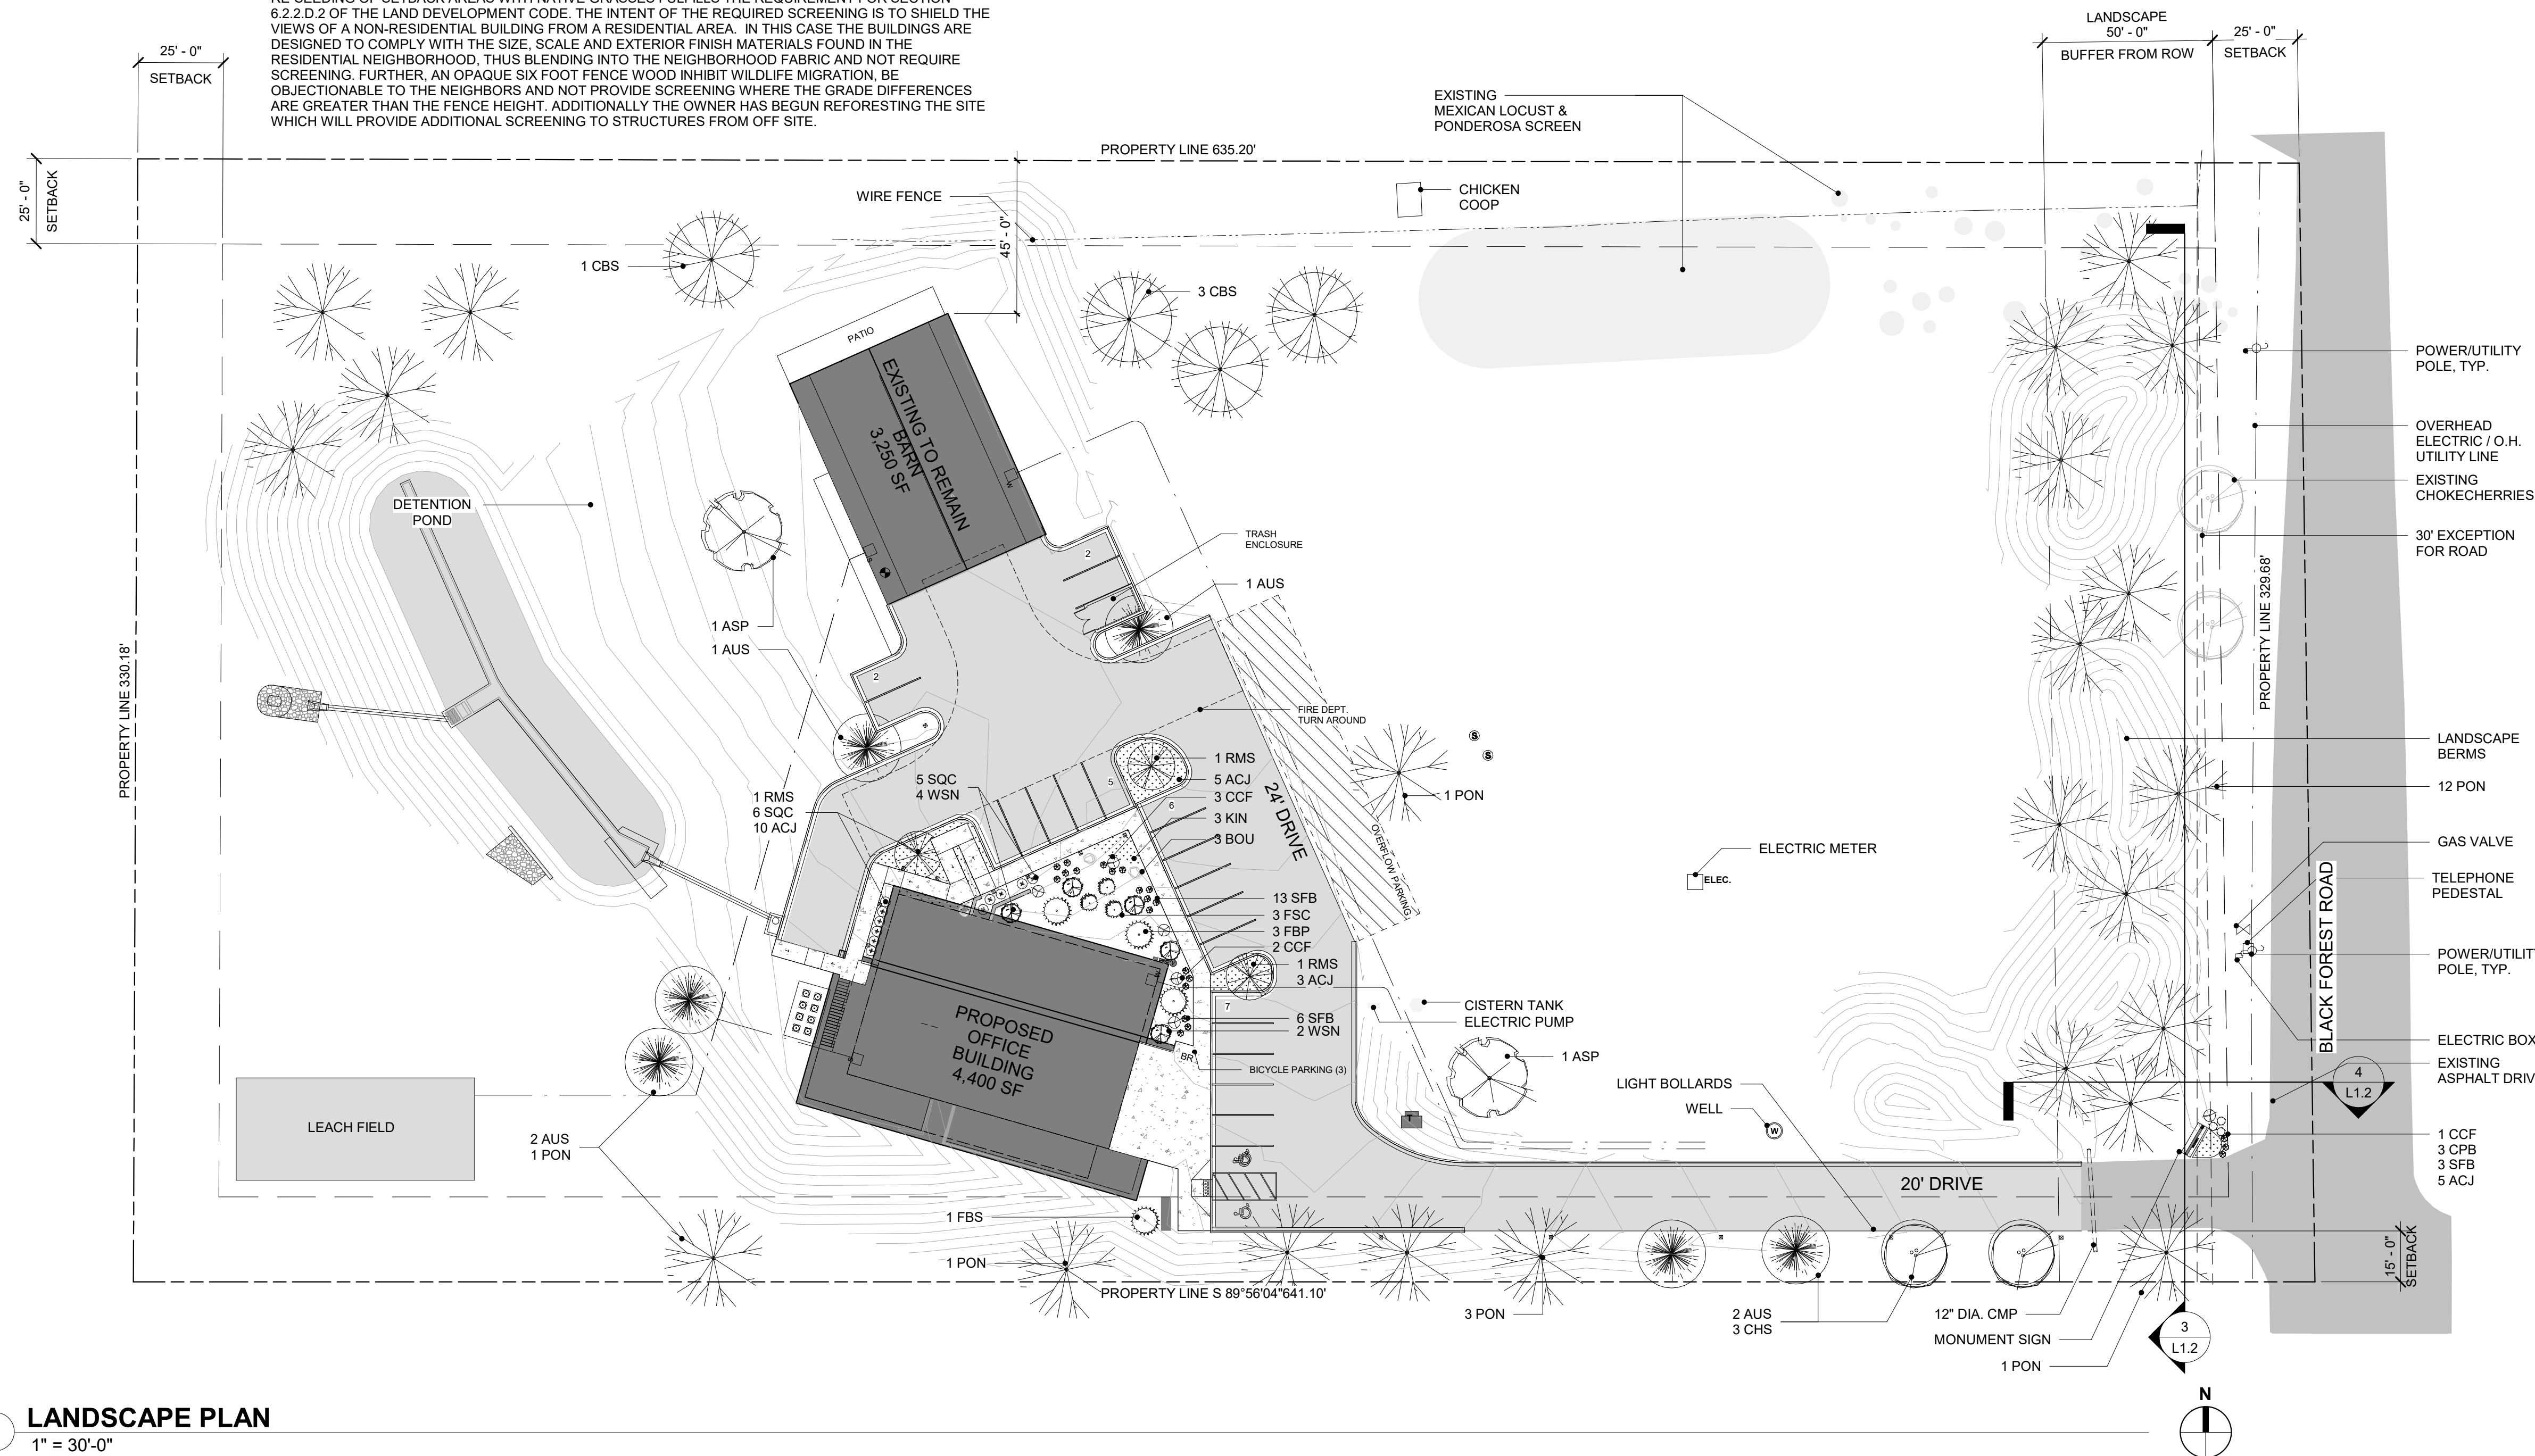 6.2.2.D.2 OF THE LAND DEVELOPMENT CODE. THE INTENT OF THE REQUIRED SCREENING IS TO SHIELD THE
VIEWS OF A NON-RESIDENTIAL BUILDING FROM A RESIDENTIAL AREA. IN THIS CASE THE BUILDINGS ARE
DESIGNED TO COMPLY WITH THE SIZE, SCALE AND EXTERIOR FINISH MATERIALS FOUND IN THE
RESIDENTIAL NEIGHBORHOOD, THUS BLENDING INTO THE NEIGHBORHOOD FABRIC AND NOT REQUIRE
SCREENING. FURTHER, AN OPAQUE SIX FOOT FENCE WOOD INHIBIT WILDLIFE MIGRATION, BE
OBJECTIONABLE TO THE NEIGHBORS AND NOT PROVIDE SCREENING WHERE THE GRADE DIFFERENCES
ARE GREATER THAN THE FENCE HEIGHT. ADDITIONALLY THE OWNER HAS BEGUN REFORESTING THE SITE
WHICH WILL PROVIDE ADDITIONAL SCREENING TO STRUCTURES FROM OFF SITE.
25' - 0"
SETBACK
25' - 0"
SETBACK
LANDSCAPE
50' - 0"
BUFFER FROM ROW
25' - 0"
SETBACK
EXISTING
MEXICAN LOCUST &
PONDEROSA SCREEN
PROPERTY LINE 635.20'
WIRE FENCE
CHICKEN
COOP
45' - 0"
1 CBS
3 CBS
PATIO
EXISTING TO REMAIN
BARN
3,250 SF
POWER/UTILITY
POLE, TYP.
OVERHEAD
ELECTRIC / O.H.
UTILITY LINE
EXISTING
CHOKECHERRIES
30' EXCEPTION
FOR ROAD
PROPERTY LINE 329.68'
DETENTION
POND
TRASH
ENCLOSURE
2
1 AUS
1 ASP
1 AUS
2
PROPERTY LINE 330.18'
FIRE DEPT.
TURN AROUND
S
S
LANDSCAPE
BERMS
12 PON
1 RMS
5 ACJ
3 CCF
3 KIN
3 BOU
5
6
5 SQC
4 WSN
1 RMS
6 SQC
10 ACJ
24' DRIVE
OVERFLOW PARKING
1 PON
GAS VALVE
TELEPHONE
PEDESTAL
ELECTRIC METER
ELEC.
BLACK FOREST ROAD
13 SFB
3 FSC
3 FBP
2 CCF
1 RMS
3 ACJ
7
6 SFB
2 WSN
CISTERN TANK
ELECTRIC PUMP
PROPOSED
OFFICE
BUILDING
4,400 SF
BR
BICYCLE PARKING (3)
1 ASP
T
LIGHT BOLLARDS
WELL
W
ELECTRIC BOX
EXISTING
4
L1.2
LEACH FIELD
2 AUS
1 PON
1 CCF
3 CPB
3 SFB
5 ACJ
20' DRIVE
1 FBS
1 PON
PROPERTY LINE S 89°56'04"641.10'
3 PON
2 AUS
3 CHS
12" DIA. CMP
MONUMENT SIGN
1 PON
15' - 0"
SETBACK
3
L1.2
N
LANDSCAPE PLAN
1" = 30'-0"